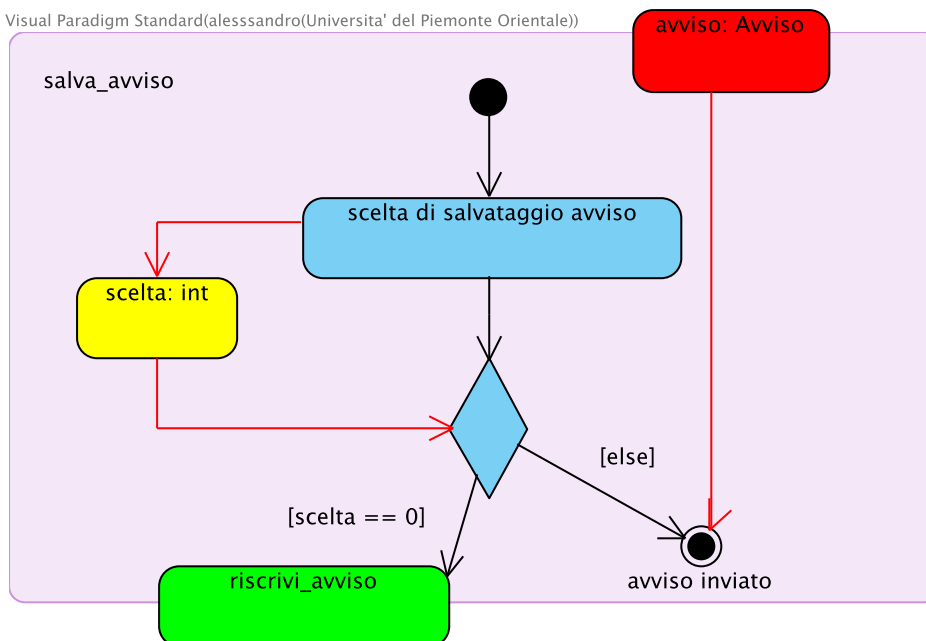 Visual Paradigm Standard(alesssandro(Universita' del Piemonte Orientale))
avviso: Avviso
salva_avviso
scelta di salvataggio avviso
scelta: int
[else]
[scelta == 0]
riscrivi_avviso
avviso inviato